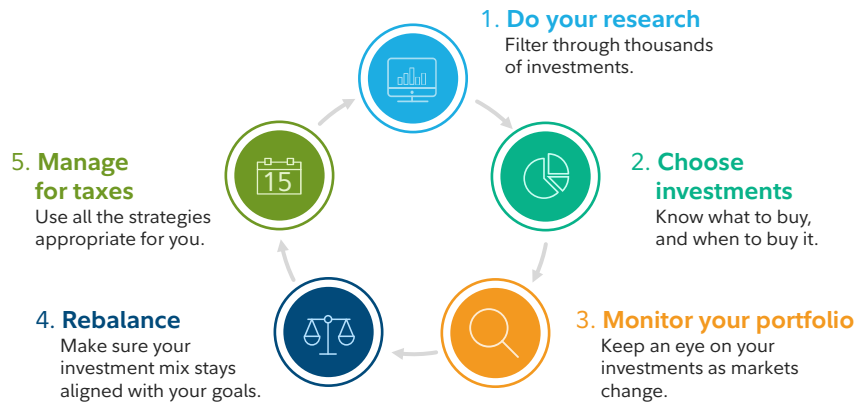 1. Do your research
Filter through thousands
of investments.
2. Choose
investments
Know what to buy,
and when to buy it.
3. Monitor your portfolio
Keep an eye on your
investments as markets
change.
4. Rebalance
Make sure your
investment mix stays
aligned with your goals.
5. Manage
for taxes
Use all the strategies
appropriate for you.
15